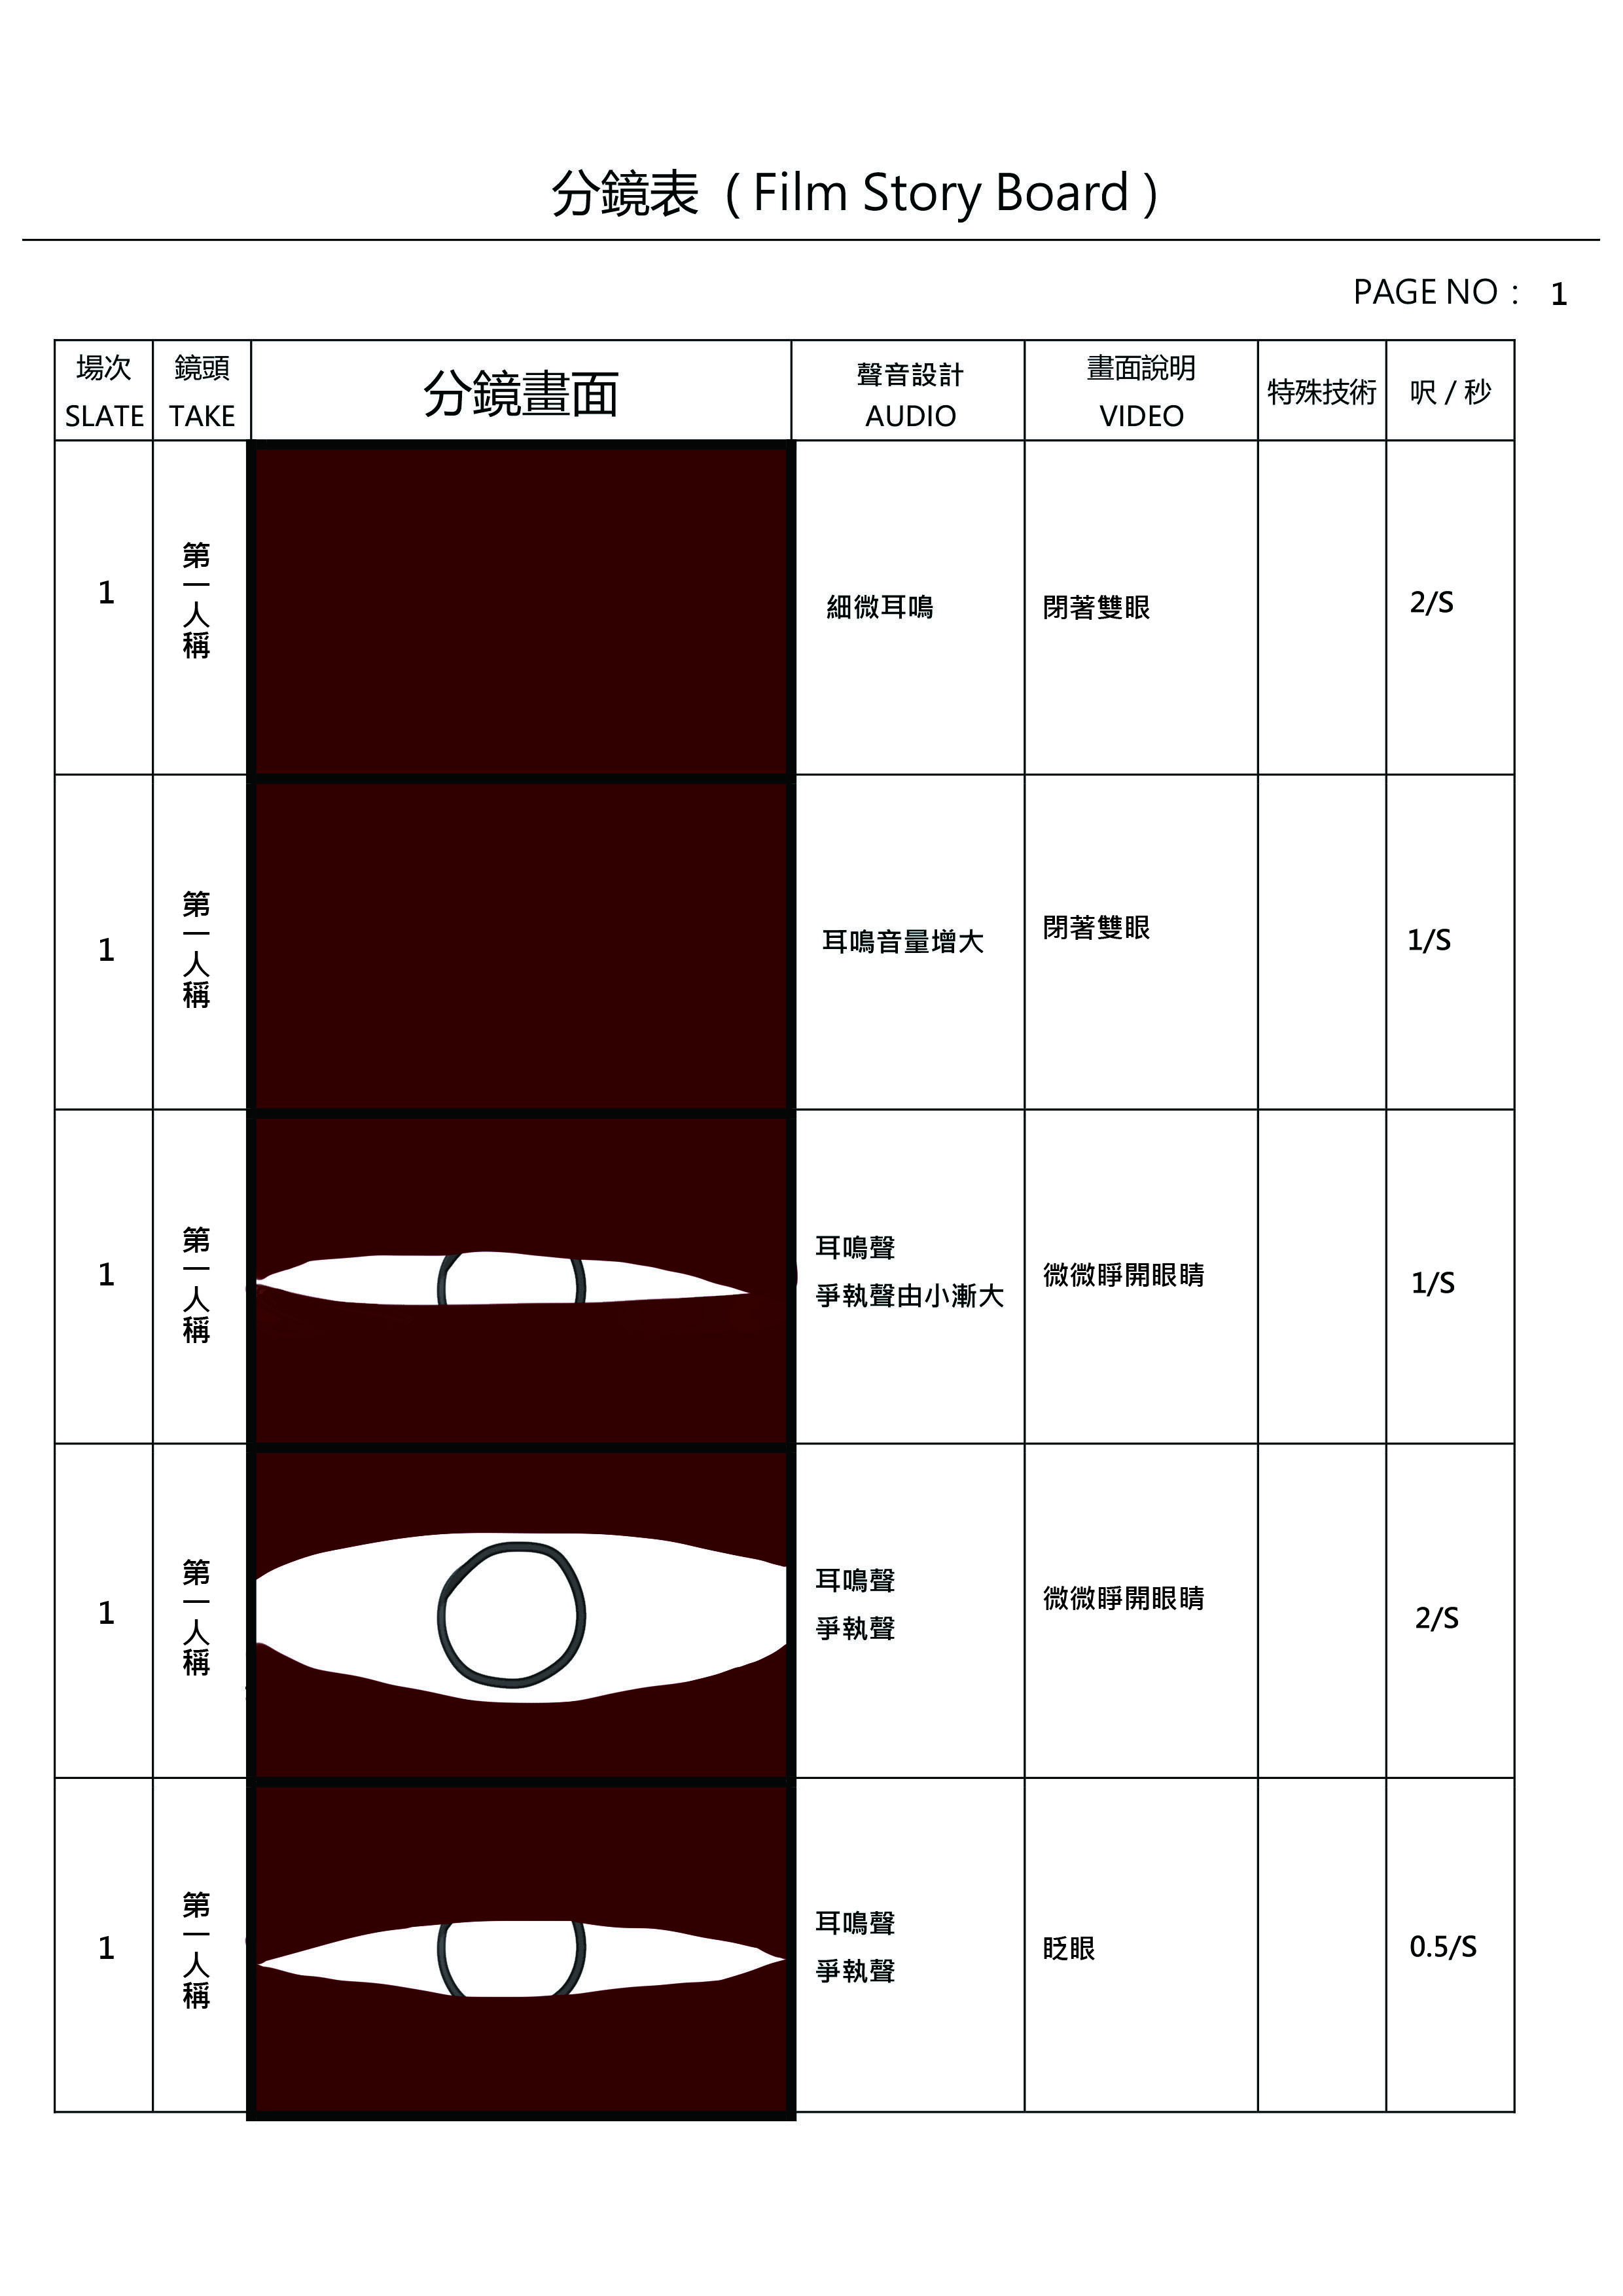 分鏡表（Film Story Board）
PAGE NO： 1
場次 鏡頭 分鏡畫面 聲音設計 畫面說明 特殊技術 呎 / 秒
SLATE TAKE AUDIO VIDEO
1 第一人稱 細微耳鳴 閉著雙眼 2/S
1 第一人稱 耳鳴音量增大 閉著雙眼 1/S
1 第一人稱 耳鳴聲 微微睜開眼睛 1/S
爭執聲由小漸大
1 第一人稱 耳鳴聲 微微睜開眼睛 2/S
爭執聲
1 第一人稱 耳鳴聲 眨眼 0.5/S
爭執聲